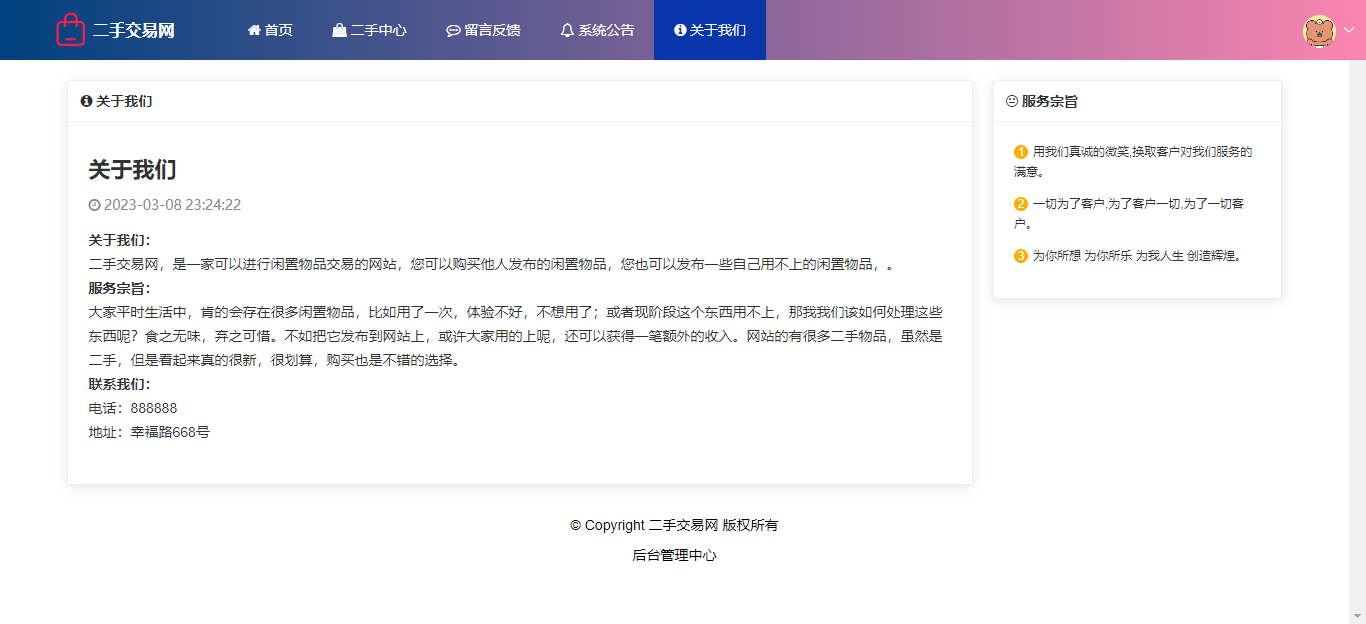 二手交易网 首页 二手中心 留言反馈 系统公告 关于我们
关于我们
关于我们
2023-03-08 23:24:22
关于我们：
二手交易网，是一家可以进行闲置物品交易的网站，您可以购买他人发布的闲置物品，您也可以发布一些自己用不上的闲置物品，。
服务宗旨：
大家平时生活中，肯的会存在很多闲置物品，比如用了一次，体验不好，不想用了；或者现阶段这个东西用不上，那我我们该如何处理这些
东西呢？食之无味，弃之可惜。不如把它发布到网站上，或许大家用的上呢，还可以获得一笔额外的收入。网站的有很多二手物品，虽然是
二手，但是看起来真的很新，很划算，购买也是不错的选择。
联系我们：
电话：888888
地址：幸福路668号
服务宗旨
1 用我们真诚的微笑,换取客户对我们服务的
满意。
2 一切为了客户,为了客户一切,为了一切客
户。
3 为你所想 为你所乐 为我人生 创造辉煌。
© Copyright 二手交易网 版权所有
后台管理中心